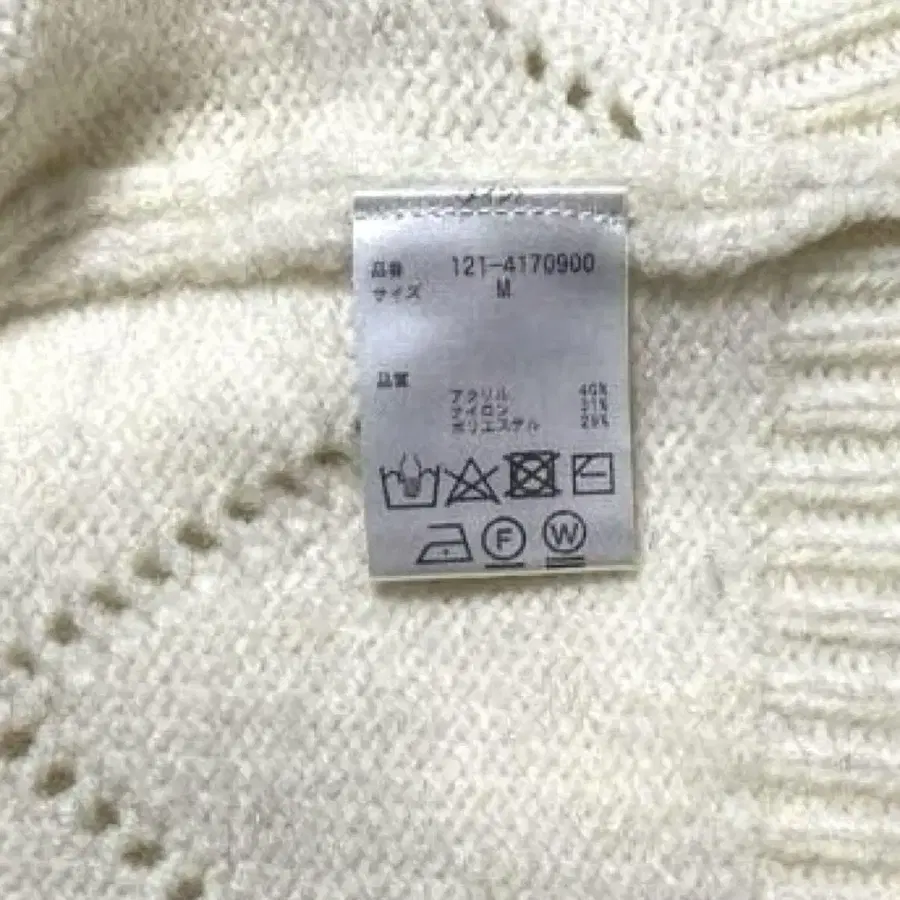 品番 121-4170900
サイズ M
品質
アクリル 40%
ナイロン 31%
ポリエステル 29%
F W